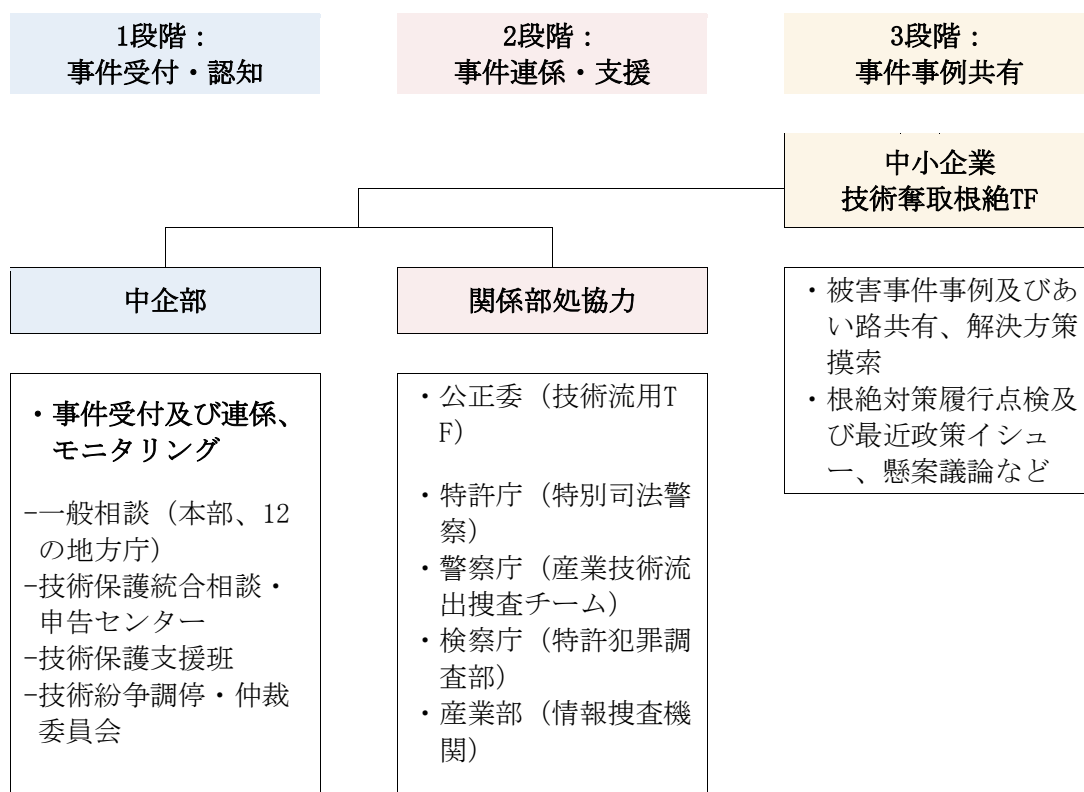 1段階：
事件受付・認知
2段階：
事件連係・支援
3段階：
事件事例共有
中小企業
技術奪取根絶TF
中企部
関係部処協力
・事件受付及び連係、
モニタリング
-一般相談（本部、12
の地方庁）
-技術保護統合相談・
申告センター
-技術保護支援班
-技術紛争調停・仲裁
委員会
・公正委（技術流用T
F）
・特許庁（特別司法警
察）
・警察庁（産業技術流
出捜査チーム）
・検察庁（特許犯罪調
査部）
・産業部（情報捜査機
関）
・被害事件事例及びあ
い路共有、解決方策
摸索
・根絶対策履行点検及
び最近政策イシュ
ー、懸案議論など